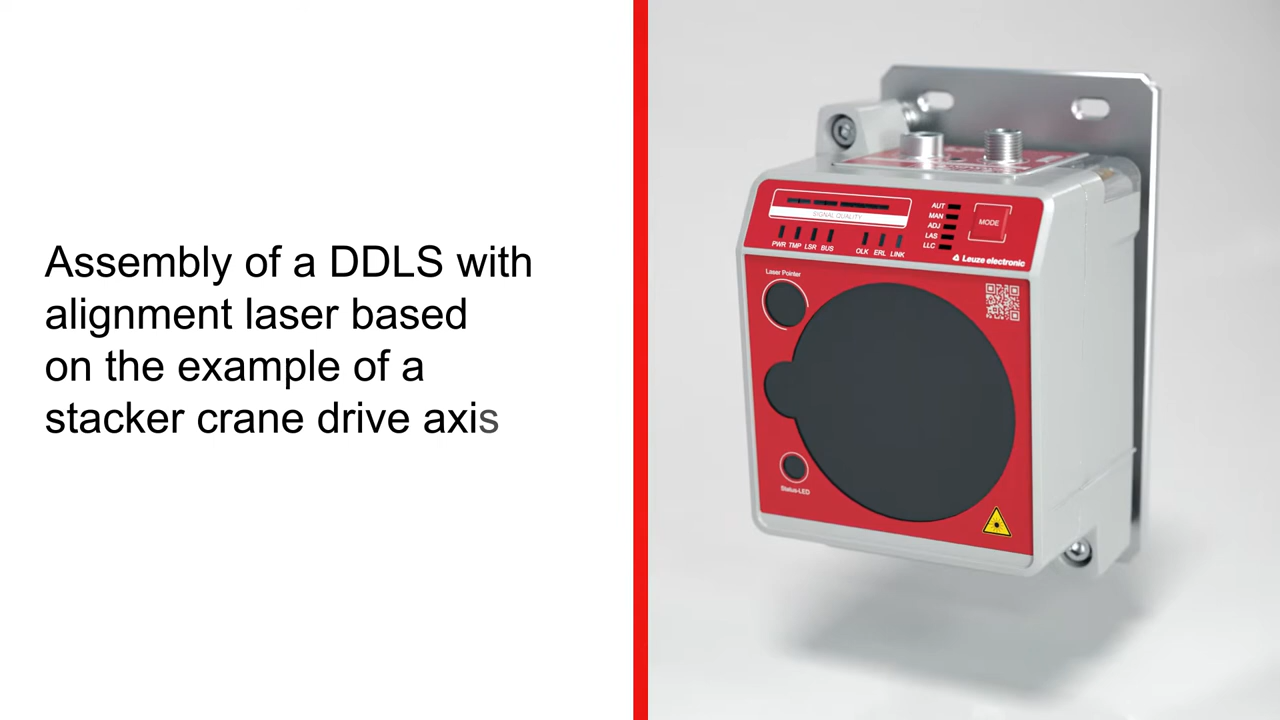 Assembly of a DDLS with
alignment laser based
on the example of a
stacker crane drive axis
SIGNAL QUALITY
PWR TMP LSR BUS
OLK ERL LINK
AUT
MAN
ADJ
LAS
LLC
MODE
Leuze electronic
Laser Pointer
Status-LED